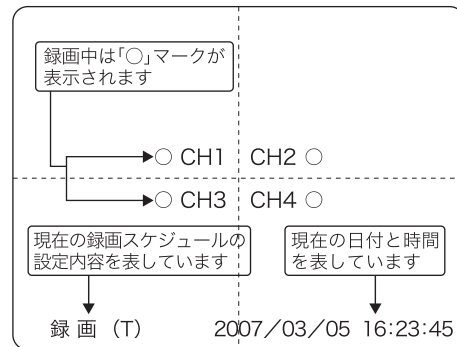 録画中は「○」マークが
表示されます
○ CH1 CH2 ○
○ CH3 CH4 ○
現在の録画スケジュールの
設定内容を表しています
現在の日付と時間
を表しています
録 画 (T) 2007/03/05 16:23:45